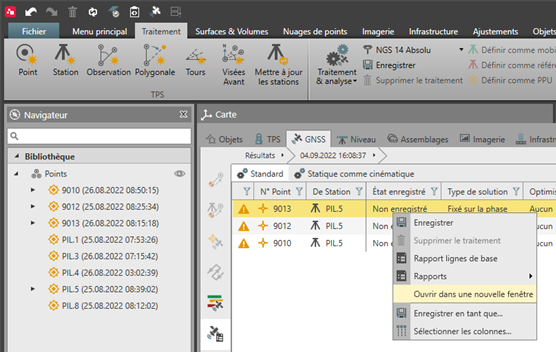 Fichier Menu principal Traitement Surfaces & Volumes Nuages de points Imagerie Infrastructure Ajustements Objets
Point Station Observation Polygonale Tours Visées Avant Mettre à jour les stations
TPS
Traitement & analyse
NGS 14 Absolu
Enregistrer
Supprimer le traitement
Définir comme mobi
Définir comme référe
Définir comme PPU
Navigateur
Bibliothèque
Points
9010 (26.08.2022 08:50:15)
9012 (26.08.2022 08:25:34)
9013 (26.08.2022 08:15:18)
PIL.1 (25.08.2022 07:53:26)
PIL.3 (26.08.2022 07:15:42)
PIL.4 (26.08.2022 03:02:39)
PIL.5 (26.08.2022 08:39:02)
PIL.8 (25.08.2022 08:12:02)
Carte
Objets TPS GNSS Niveau Assemblages Imagerie Infrastr
Résultats 04.09.2022 16:08:37
Standard Statique comme cinématique
N° Point De Station État enregistré Type de solution Optimis
9013 PIL.5 Non enregistré Fixé sur la phase Aucun
9012 PIL.5 Non e Aucun
9010 PIL.5 Non e Aucun
Enregistrer
Supprimer le traitement
Rapport lignes de base
Rapports
Ouvrir dans une nouvelle fenêtre
Enregistrer en tant que...
Sélectionner les colonnes...